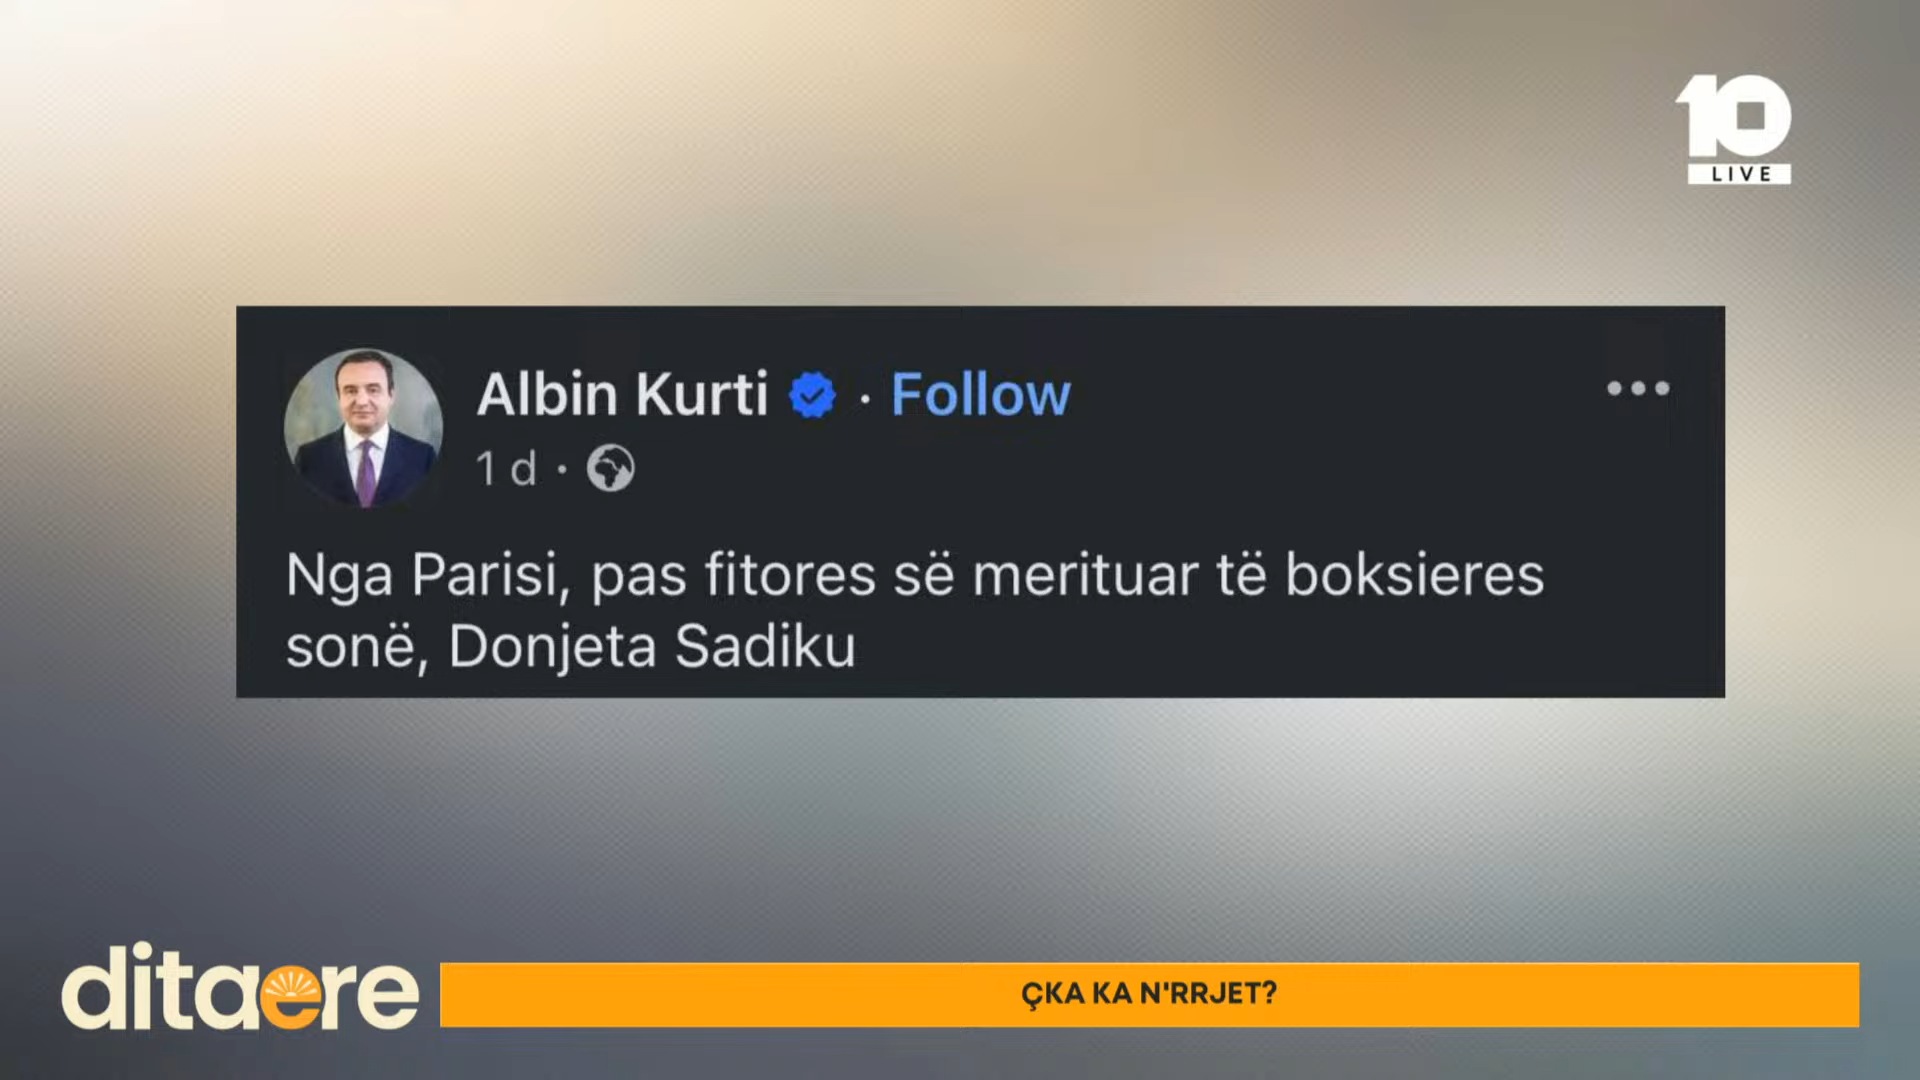 10
LIVE
Albin Kurti · Follow
1 d ·
Nga Parisi, pas fitores së merituar të boksieres
sonë, Donjeta Sadiku
ditaere
ÇKA KA N'RRJET?